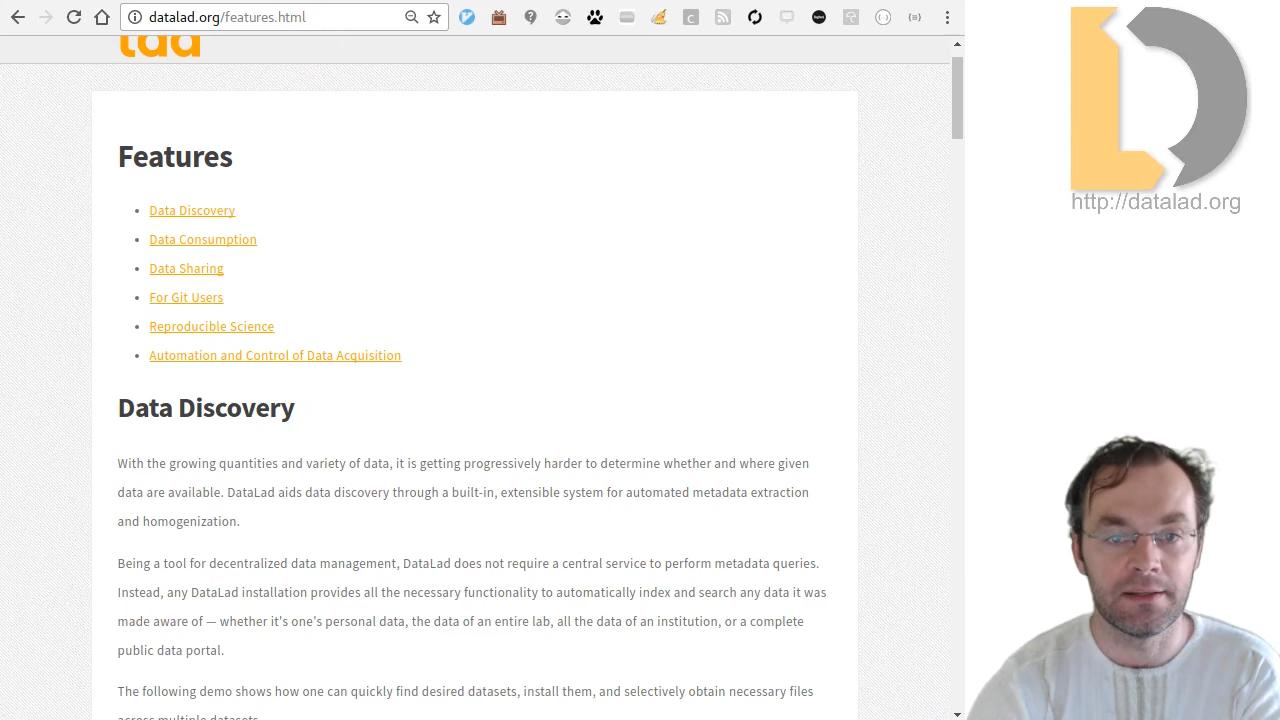 datalad.org/features.html
lad
http://datalad.org
Features
Data Discovery
Data Consumption
Data Sharing
For Git Users
Reproducible Science
Automation and Control of Data Acquisition
Data Discovery
With the growing quantities and variety of data, it is getting progressively harder to determine whether and where given
data are available. DataLad aids data discovery through a built-in, extensible system for automated metadata extraction
and homogenization.
Being a tool for decentralized data management, DataLad does not require a central service to perform metadata queries.
Instead, any DataLad installation provides all the necessary functionality to automatically index and search any data it was
made aware of — whether it's one's personal data, the data of an entire lab, all the data of an institution, or a complete
public data portal.
The following demo shows how one can quickly find desired datasets, install them, and selectively obtain necessary files
across multiple datasets.